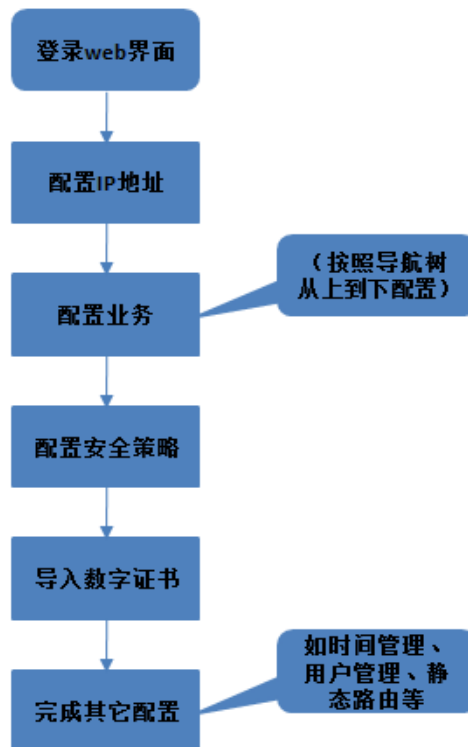 登录web界面
配置IP地址
（按照导航树
从上到下配置）
配置业务
配置安全策略
导入数字证书
如时间管理、
用户管理、静
态路由等
完成其它配置